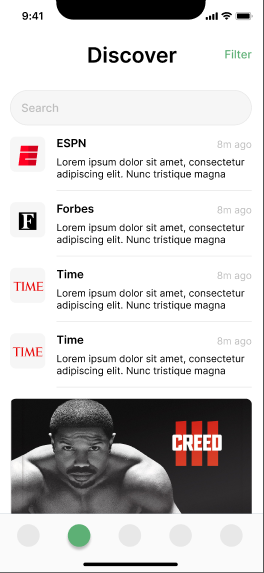 9:41
Discover
Filter
Search
ESPN
8m ago
Lorem ipsum dolor sit amet, consectetur
adipiscing elit. Nunc tristique magna
F
Forbes
8m ago
Lorem ipsum dolor sit amet, consectetur
adipiscing elit. Nunc tristique magna
TIME
Time
8m ago
Lorem ipsum dolor sit amet, consectetur
adipiscing elit. Nunc tristique magna
TIME
Time
8m ago
Lorem ipsum dolor sit amet, consectetur
adipiscing elit. Nunc tristique magna
CREED
III